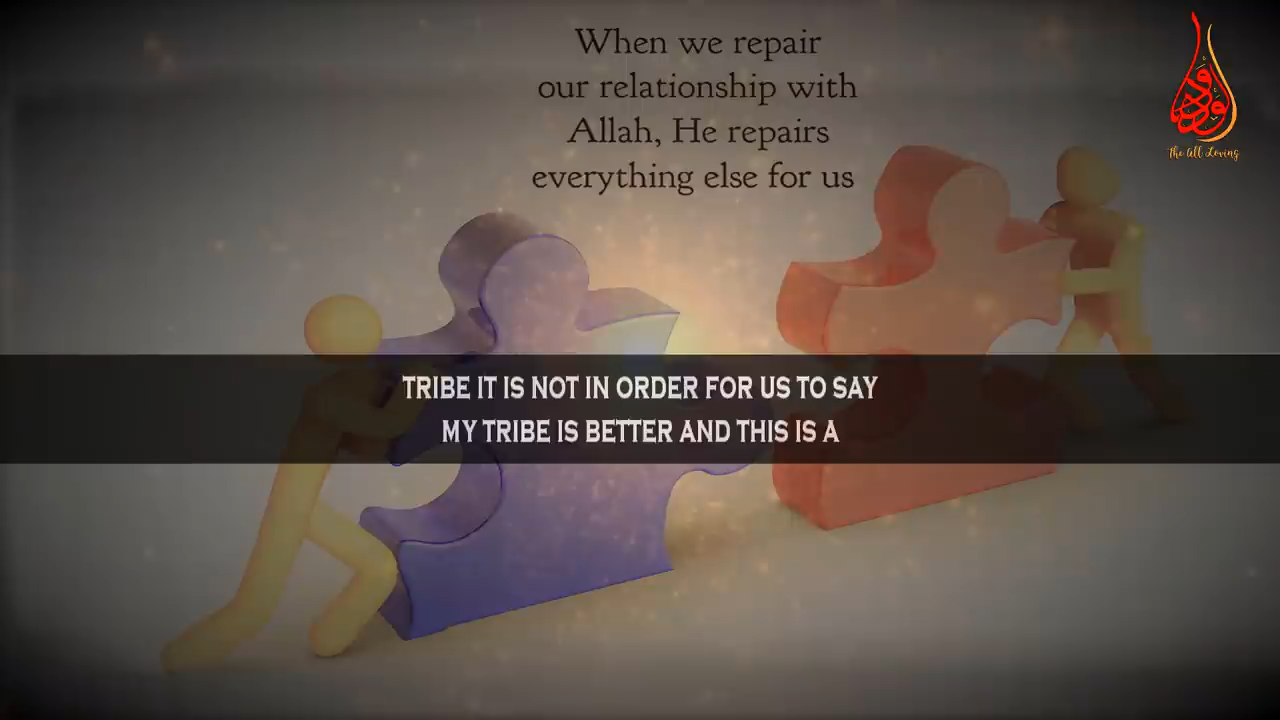 When we repair
our relationship with
Allah, He repairs
everything else for us
الودود
The All Loving
TRIBE IT IS NOT IN ORDER FOR US TO SAY
MY TRIBE IS BETTER AND THIS IS A